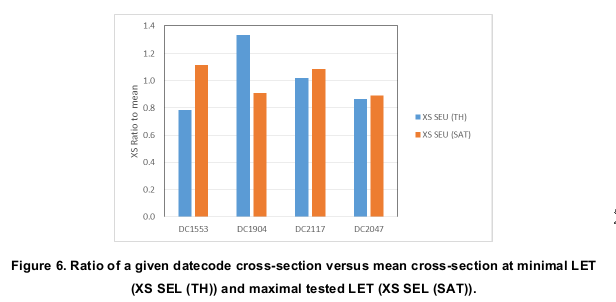 1.4
1.2
1.0
0.8
0.6
0.4
0.2
0.0
XS Ratio to mean
DC1553
DC1904
DC2117
DC2047
XS SEU (TH)
XS SEU (SAT)
Figure 6. Ratio of a given datecode cross-section versus mean cross-section at minimal LET
(XS SEL (TH)) and maximal tested LET (XS SEL (SAT)).